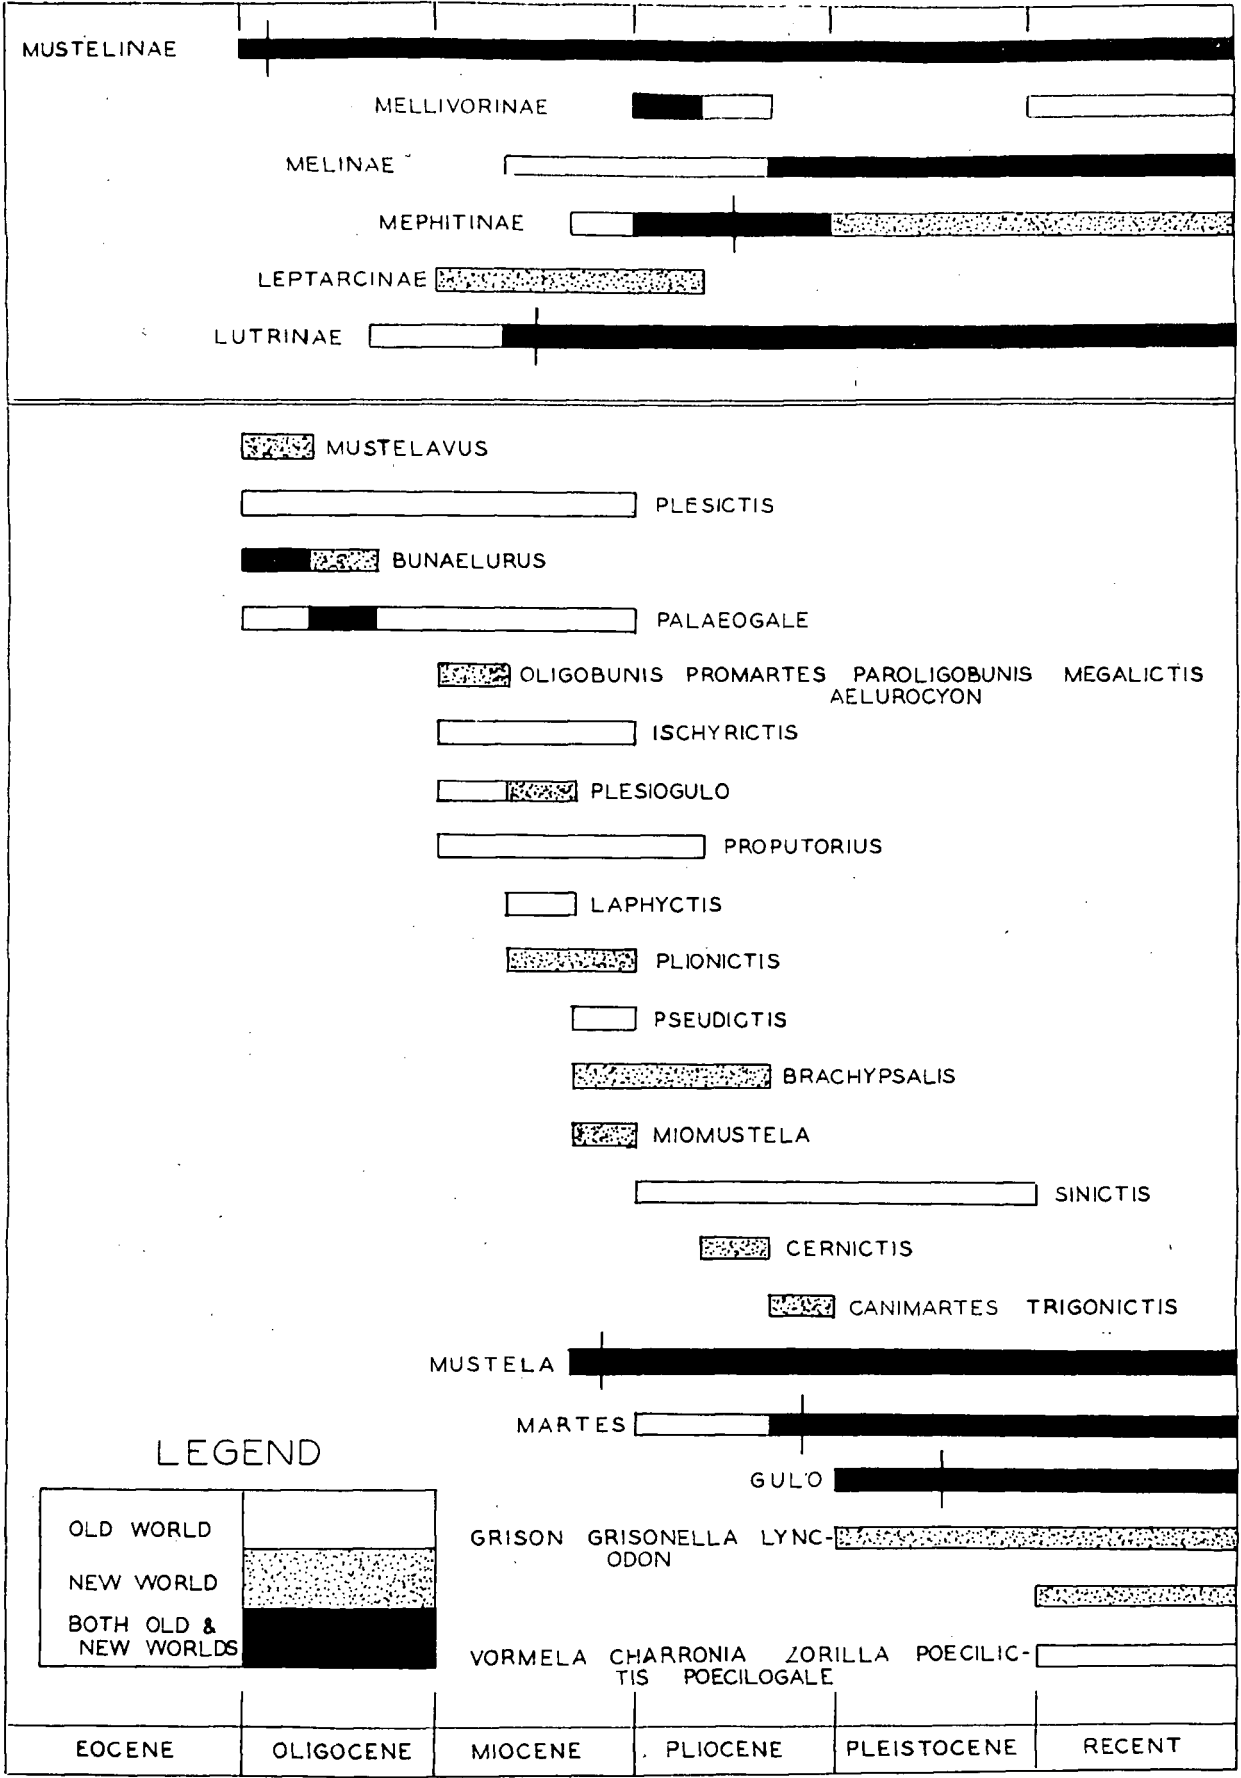 MUSTELINAE
MELLIVORINAE
MELINAE
MEPHITINAE
LEPTARCINAE
LUTRINAE
MUSTELAVUS
PLESICTIS
BUNAELURUS
PALAEOGALE
OLIGOBUNIS PROMARTES PAROLIGOBUNIS MEGALICTIS
AELUROCYON
ISCHYRICTIS
PLESIOGULO
PROPUTORIUS
LAPHYCTIS
PLIONICTIS
PSEUDICTIS
BRACHYPSALIS
MIOMUSTELA
SINICTIS
CERNICTIS
CANIMARTES TRIGONICTIS
MUSTELA
MARTES
GULO
GRISON GRISONELLA LYNC-
ODON
VORMELA CHARRONIA ZORILLA POECILIC-
TIS POECILOGALE
LEGEND
OLD WORLD
NEW WORLD
BOTH OLD &
NEW WORLDS
EOCENE OLIGOCENE MIOCENE PLIOCENE PLEISTOCENE RECENT